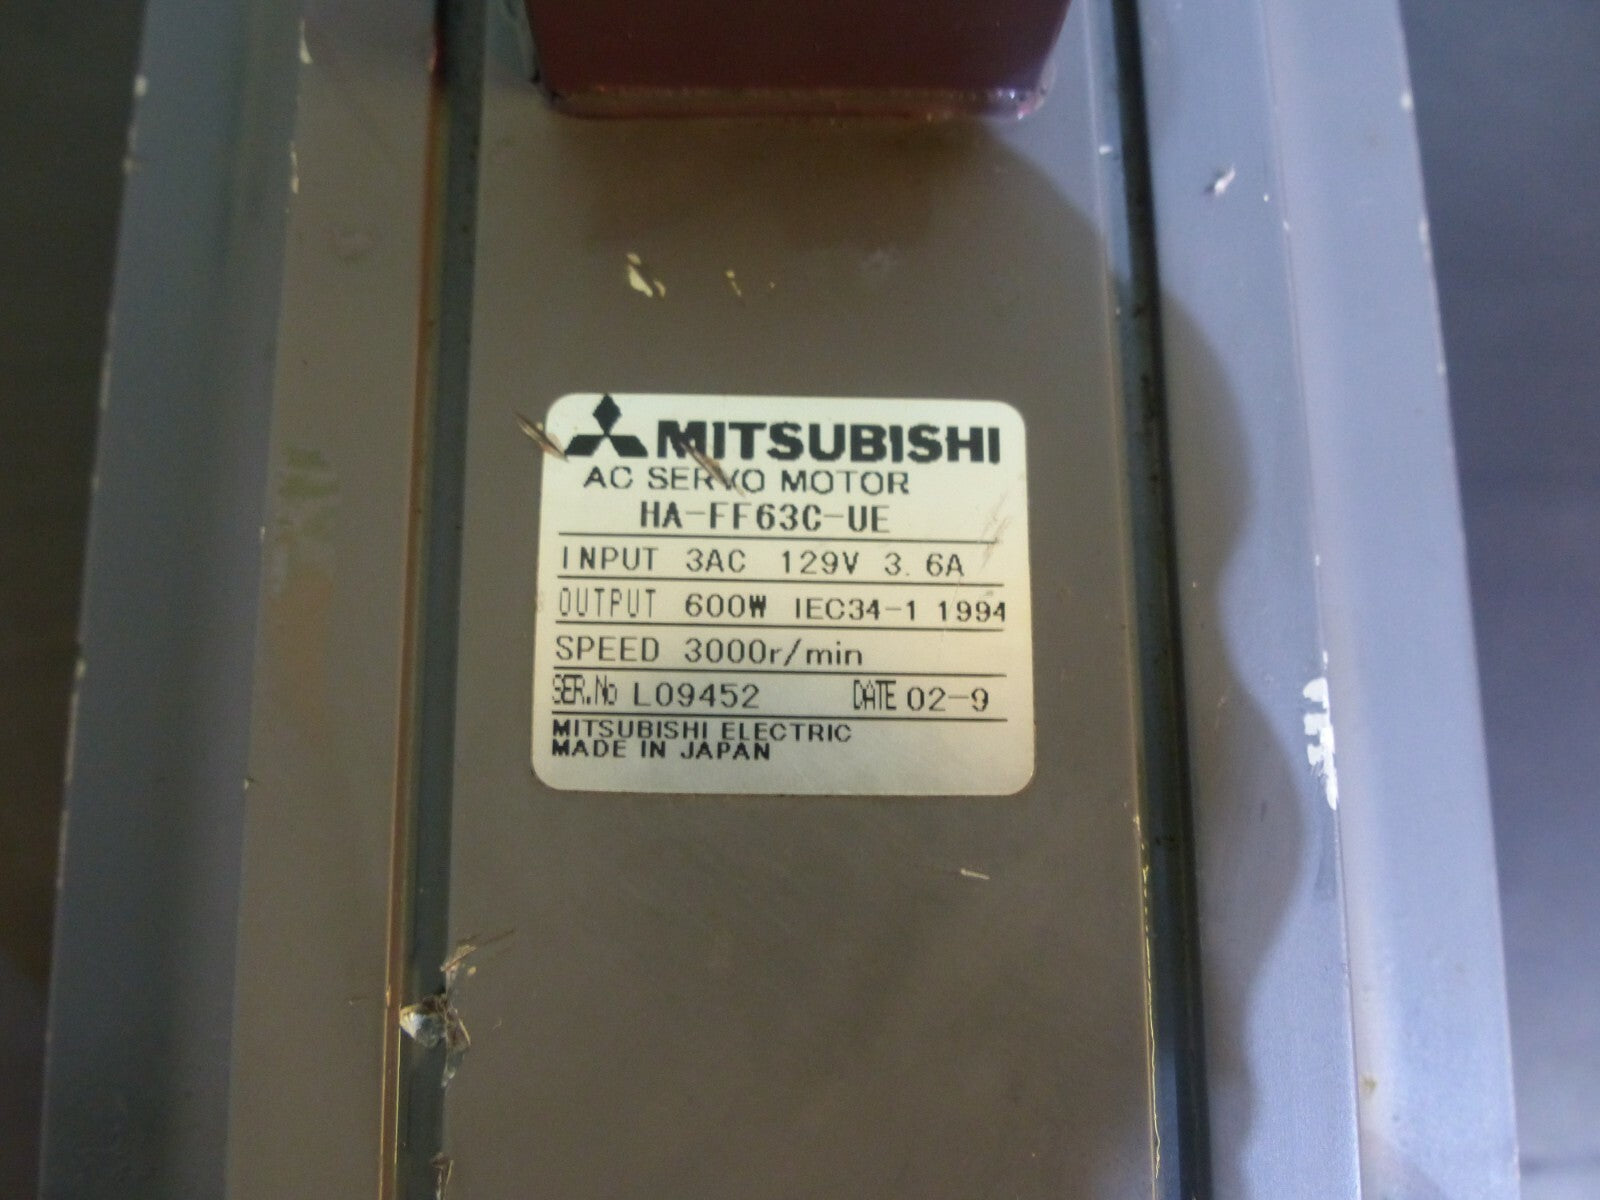 MITSUBISHI
AC SERVO MOTOR
HA-FF63C-UE
INPUT 3AC 129V 3.6A
OUTPUT 600W IEC34-1 1994
SPEED 3000r/min
SER.No L09452 DATE 02-9
MITSUBISHI ELECTRIC
MADE IN JAPAN